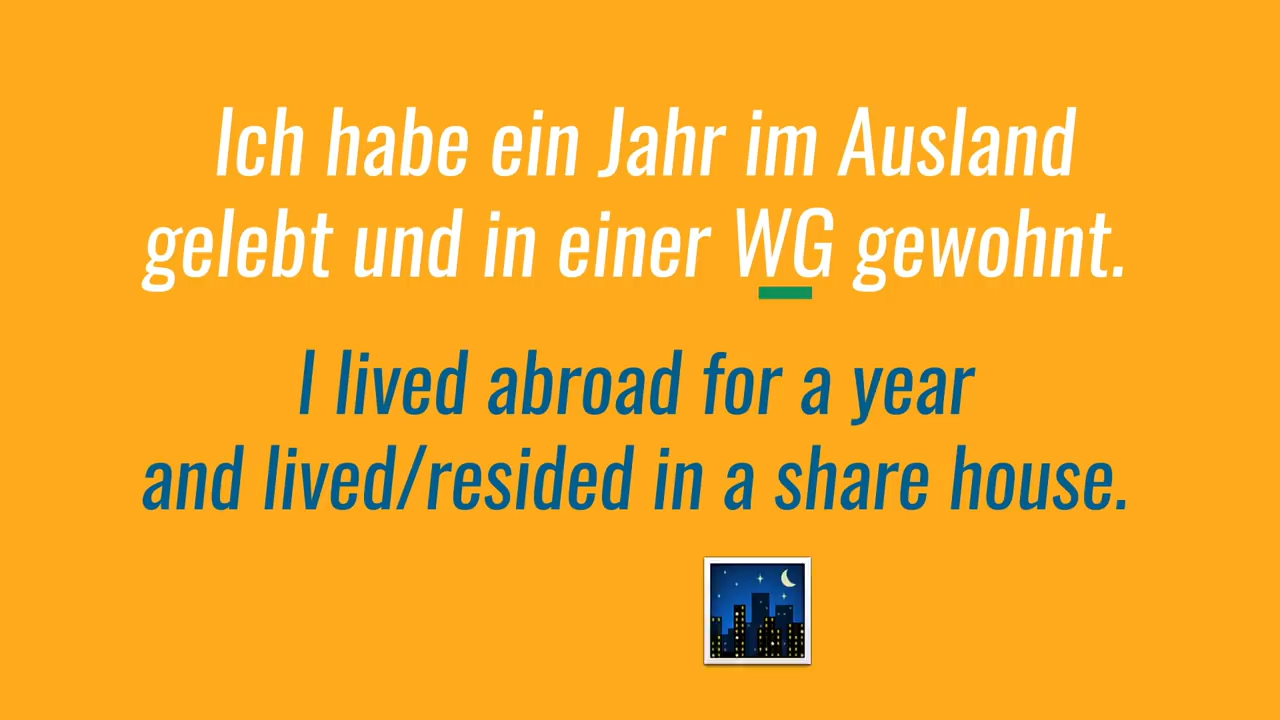 Ich habe ein Jahr im Ausland
gelebt und in einer WG gewohnt.
I lived abroad for a year
and lived/resided in a share house.